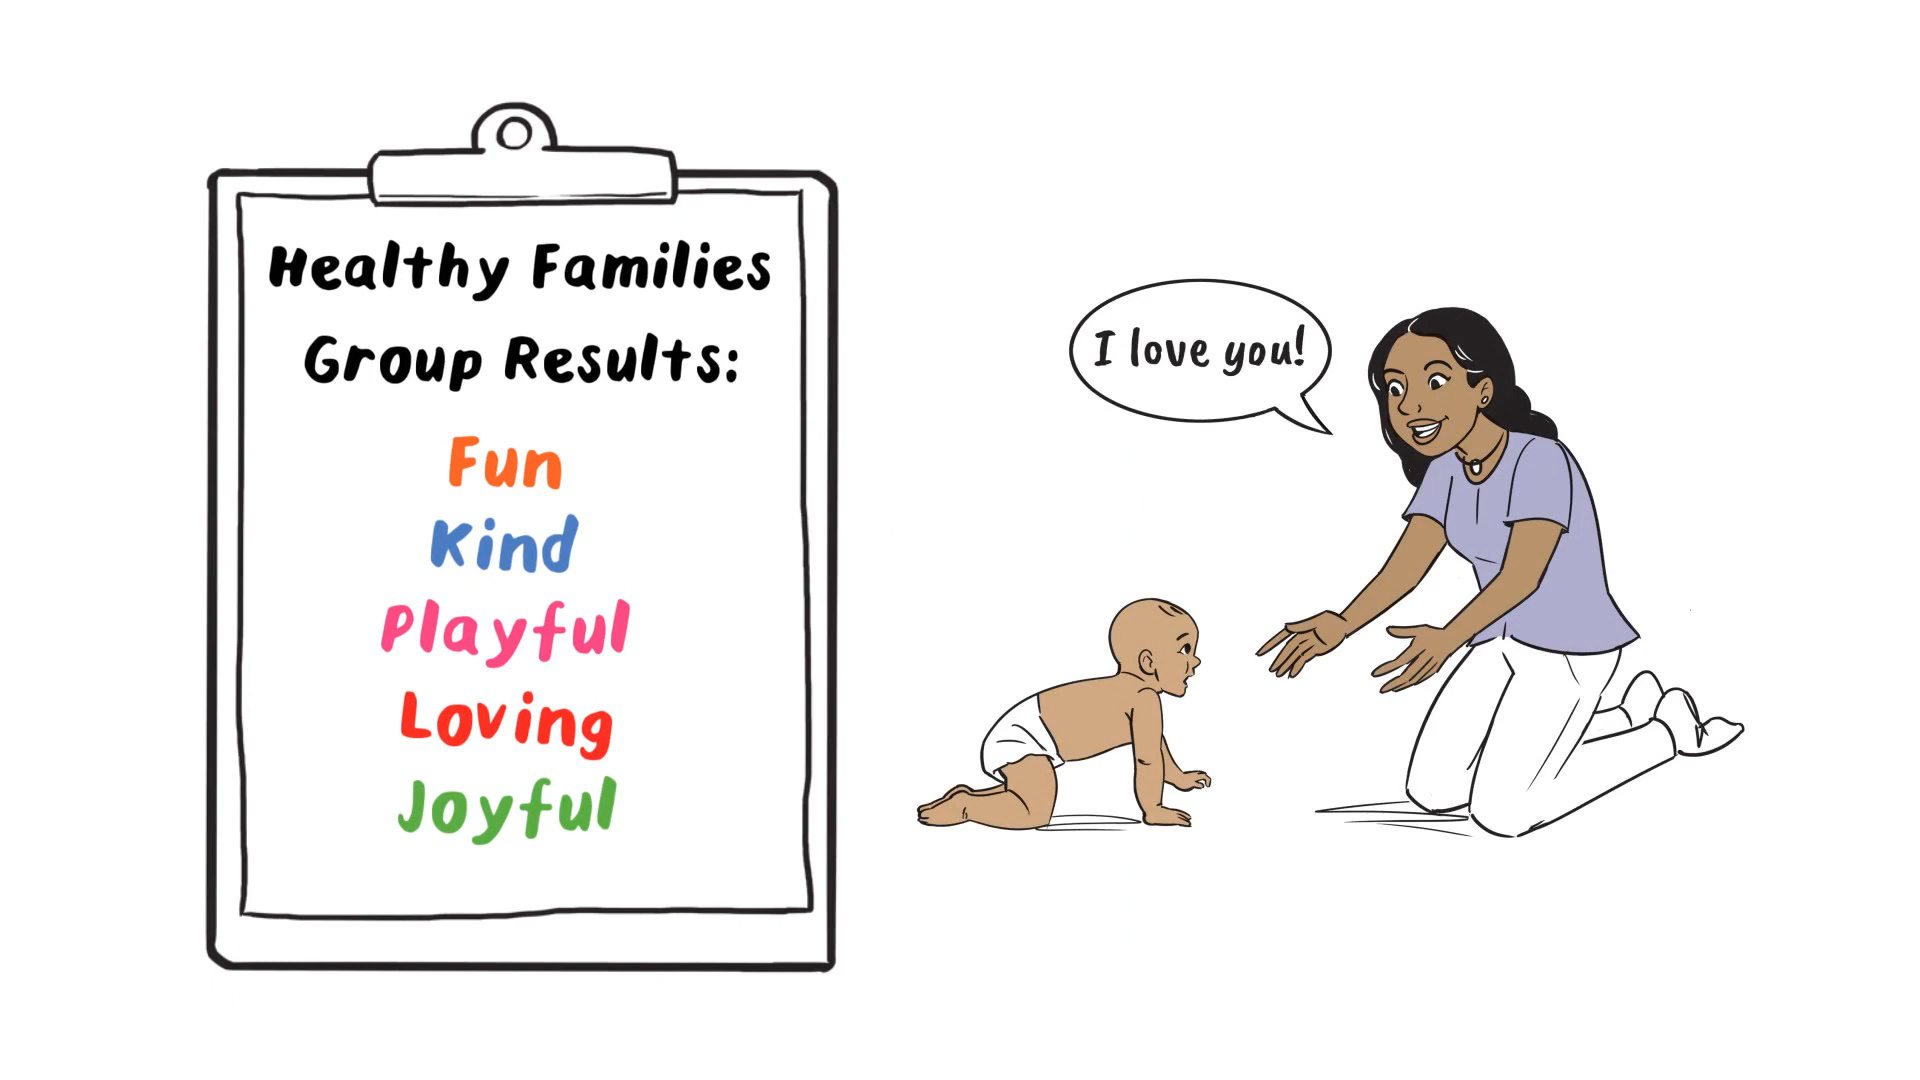 Healthy Families
Group Results:
Fun
Kind
Playful
Loving
Joyful
I love you!